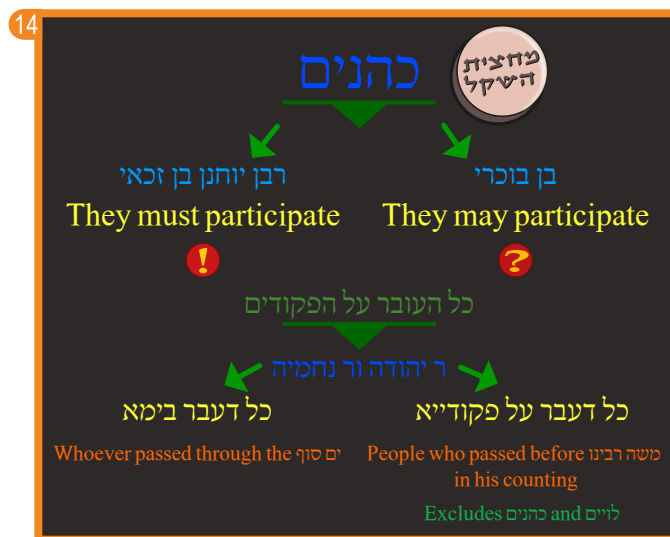 14
כהנים
מחצית
השקל
בן בוכרי
They may participate
?
רבן יוחנן בן זכאי
They must participate
!
כל העובר על הפקודים
ר יהודה ור נחמיה
כל דעבר על פקודייא
People who passed before משה רבינו
in his counting
Excludes כהנים and לויים
כל דעבר בימא
Whoever passed through the ים סוף